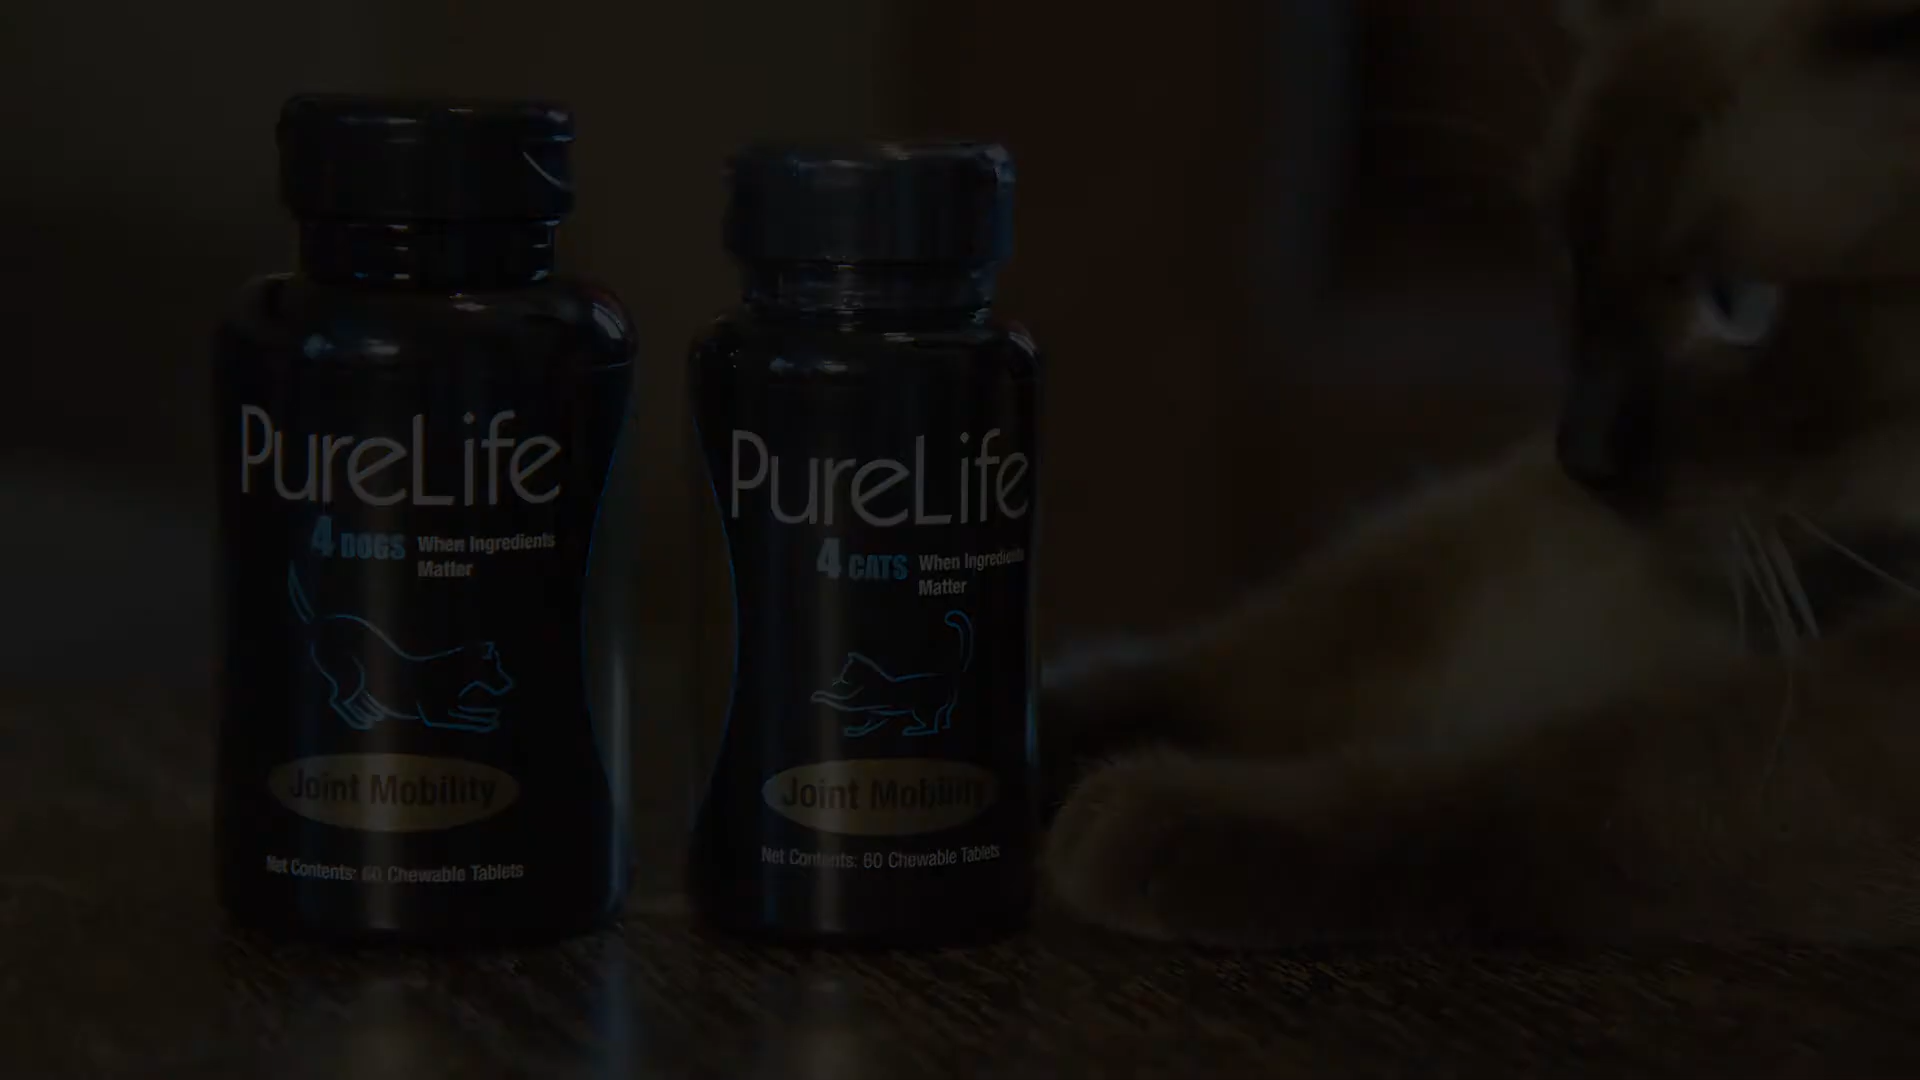 PureLife
4 DOGS When Ingredients
Matter
Joint Mobility
Net Contents: 60 Chewable Tablets
PureLife
4 CATS When Ingredients
Matter
Joint Mobility
Net Contents: 60 Chewable Tablets